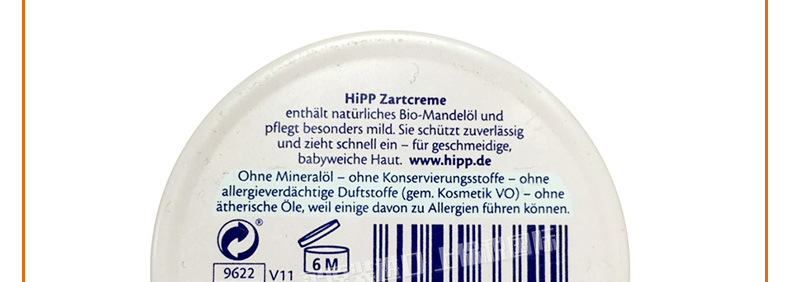 HiPP Zartcreme
enthält natürliches Bio-Mandelöl und
pflegt besonders mild. Sie schützt zuverlässig
und zieht schnell ein – für geschmeidige,
babyweiche Haut. www.hipp.de
Ohne Mineralöl – ohne Konservierungsstoffe – ohne
allergieverdächtige Duftstoffe (gem. Kosmetik VO) – ohne
ätherische Öle, weil einige davon zu Allergien führen können.
®
6 M
9622 V11